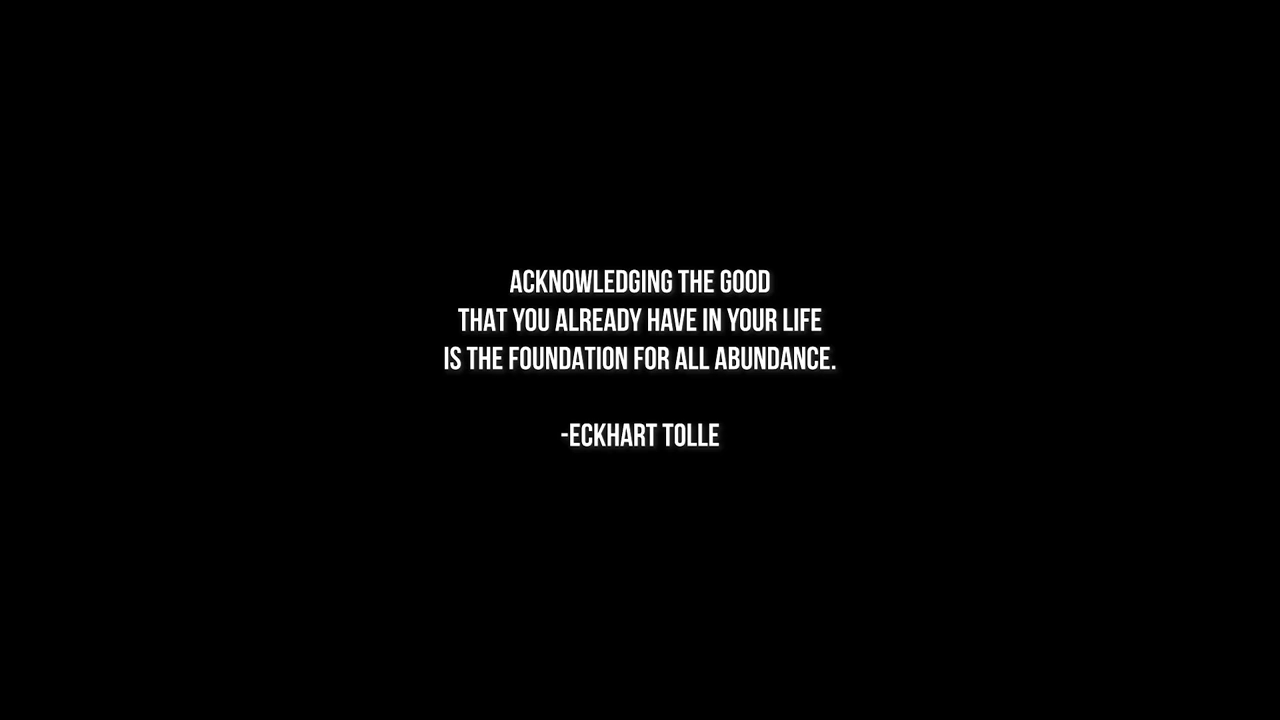 ACKNOWLEDGING THE GOOD
THAT YOU ALREADY HAVE IN YOUR LIFE
IS THE FOUNDATION FOR ALL ABUNDANCE.
-ECKHART TOLLE